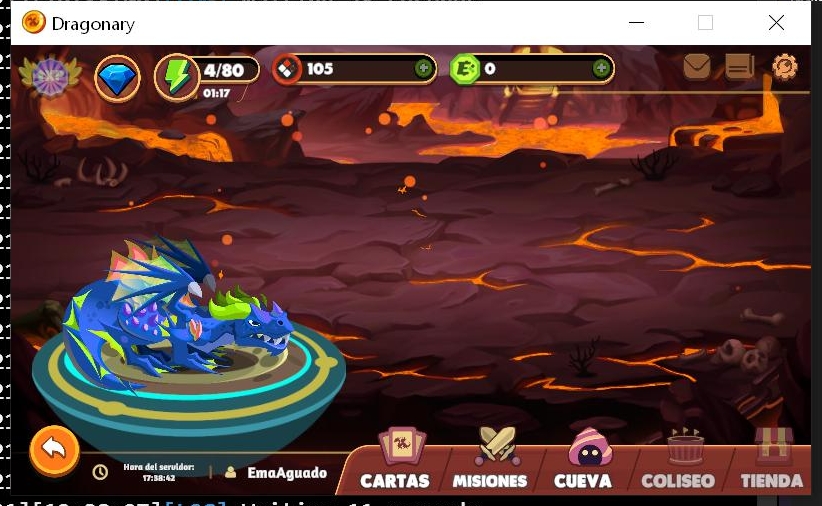 Dragonary
4/80
105
0
01:17
Hora del servidor:
17:38:42
EmaAguado
CARTAS
MISIONES
CUEVA
COLISEO
TIENDA